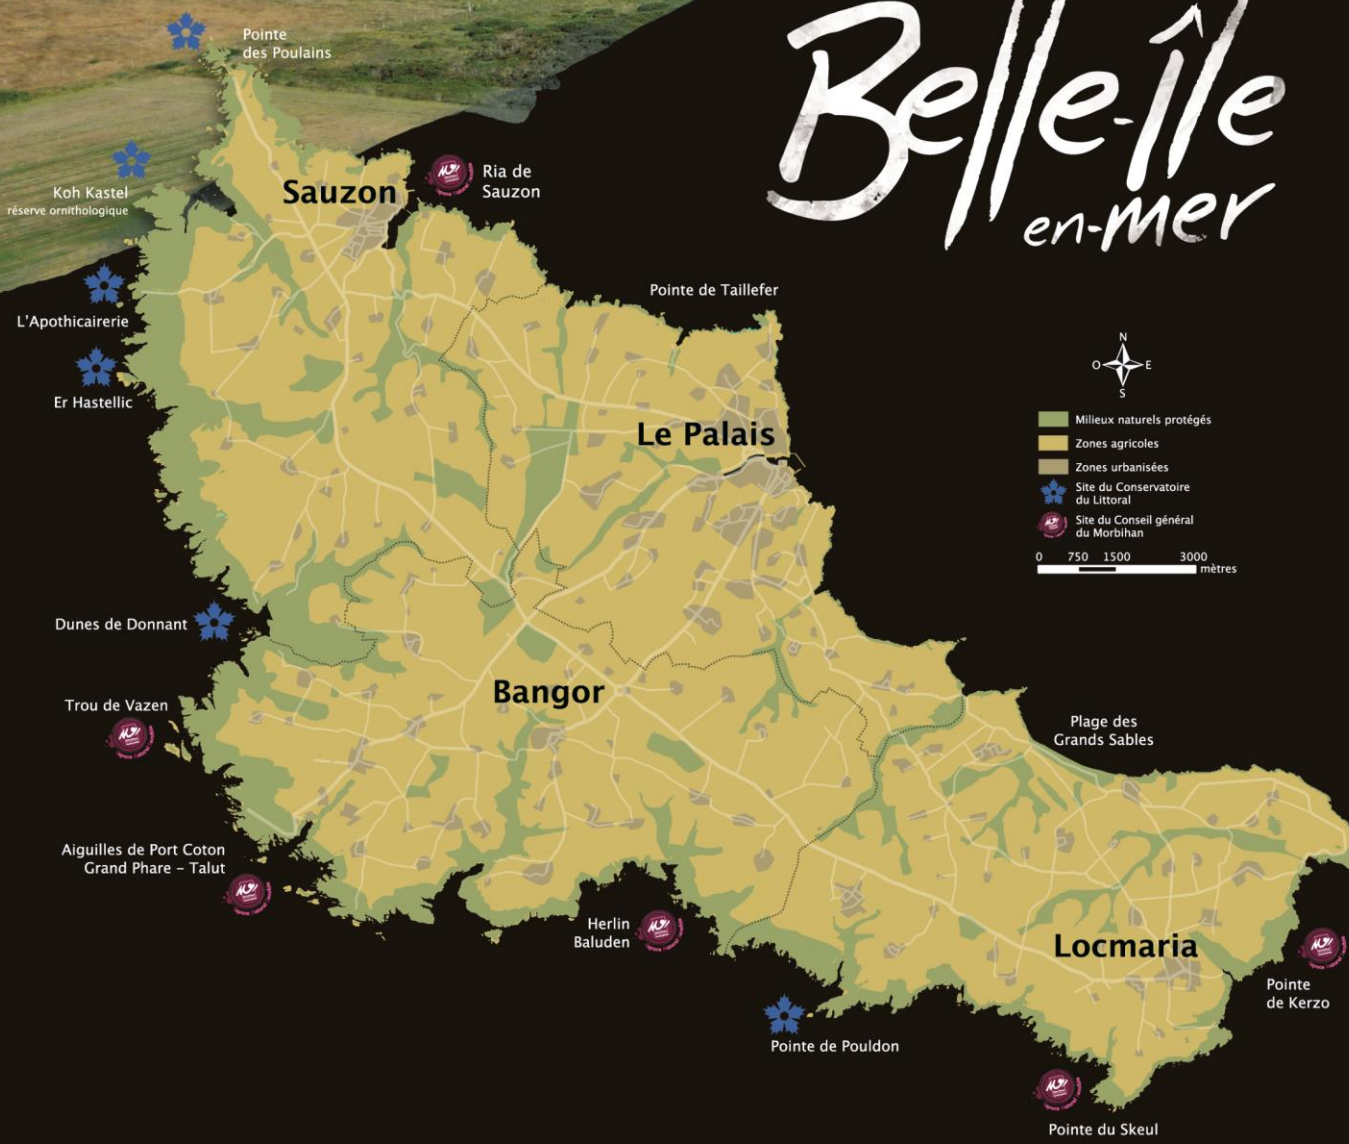 Belle-Île
en-mer
Pointe
des Poulains
Koh Kastel
réserve ornithologique
Sauzon
Ria de
Sauzon
L'Apothicairerie
Er Hastellic
Pointe de Taillefer
Le Palais
N
O
E
S
Milieux naturels protégés
Zones agricoles
Zones urbanisées
Site du Conservatoire
du Littoral
Site du Conseil général
du Morbihan
0 750 1500 3000
mètres
Dunes de Donnant
Trou de Vazen
Bangor
Plage des
Grands Sables
Aiguilles de Port Coton
Grand Phare – Talut
Herlin
Baluden
Locmaria
Pointe
de Kerzo
Pointe de Pouldon
Pointe du Skeul